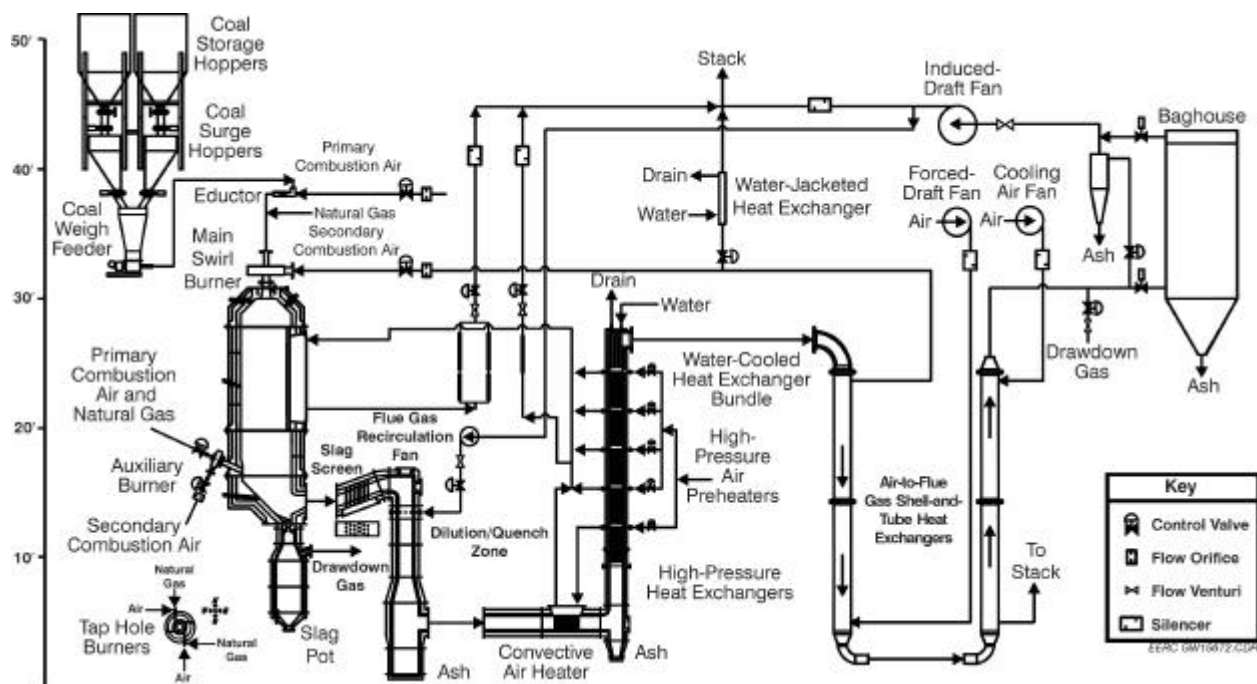 50'
40'
30'
20'
10'
Coal
Storage
Hoppers
Coal
Surge
Hoppers
Coal
Weigh
Feeder
Primary
Combustion Air
Eductor
Natural Gas
Secondary
Combustion Air
Main
Swirl
Burner
Primary
Combustion
Air and
Natural Gas
Auxiliary
Burner
Secondary
Combustion Air
Natural
Gas
Air
Tap Hole
Burners
Natural
Gas
Air
Slag
Pot
Drawdown
Gas
Slag
Screen
Flue Gas
Recirculation
Fan
Dilution/Quench
Zone
Ash
Convective
Air Heater
Ash
High-Pressure
Heat Exchangers
High-
Pressure
Air
Preheaters
Water-Cooled
Heat Exchanger
Bundle
Drain
Water
Stack
Drain
Water
Water-Jacketed
Heat Exchanger
Induced-
Draft Fan
Forced-
Draft Fan
Air
Cooling
Air Fan
Air
Baghouse
Ash
Drawdown
Gas
Ash
Air-to-Flue
Gas Shell-end-
Tube Heat
Exchangers
To
Stack
Key
Control Valve
Flow Orifice
Flow Venturi
Silencer